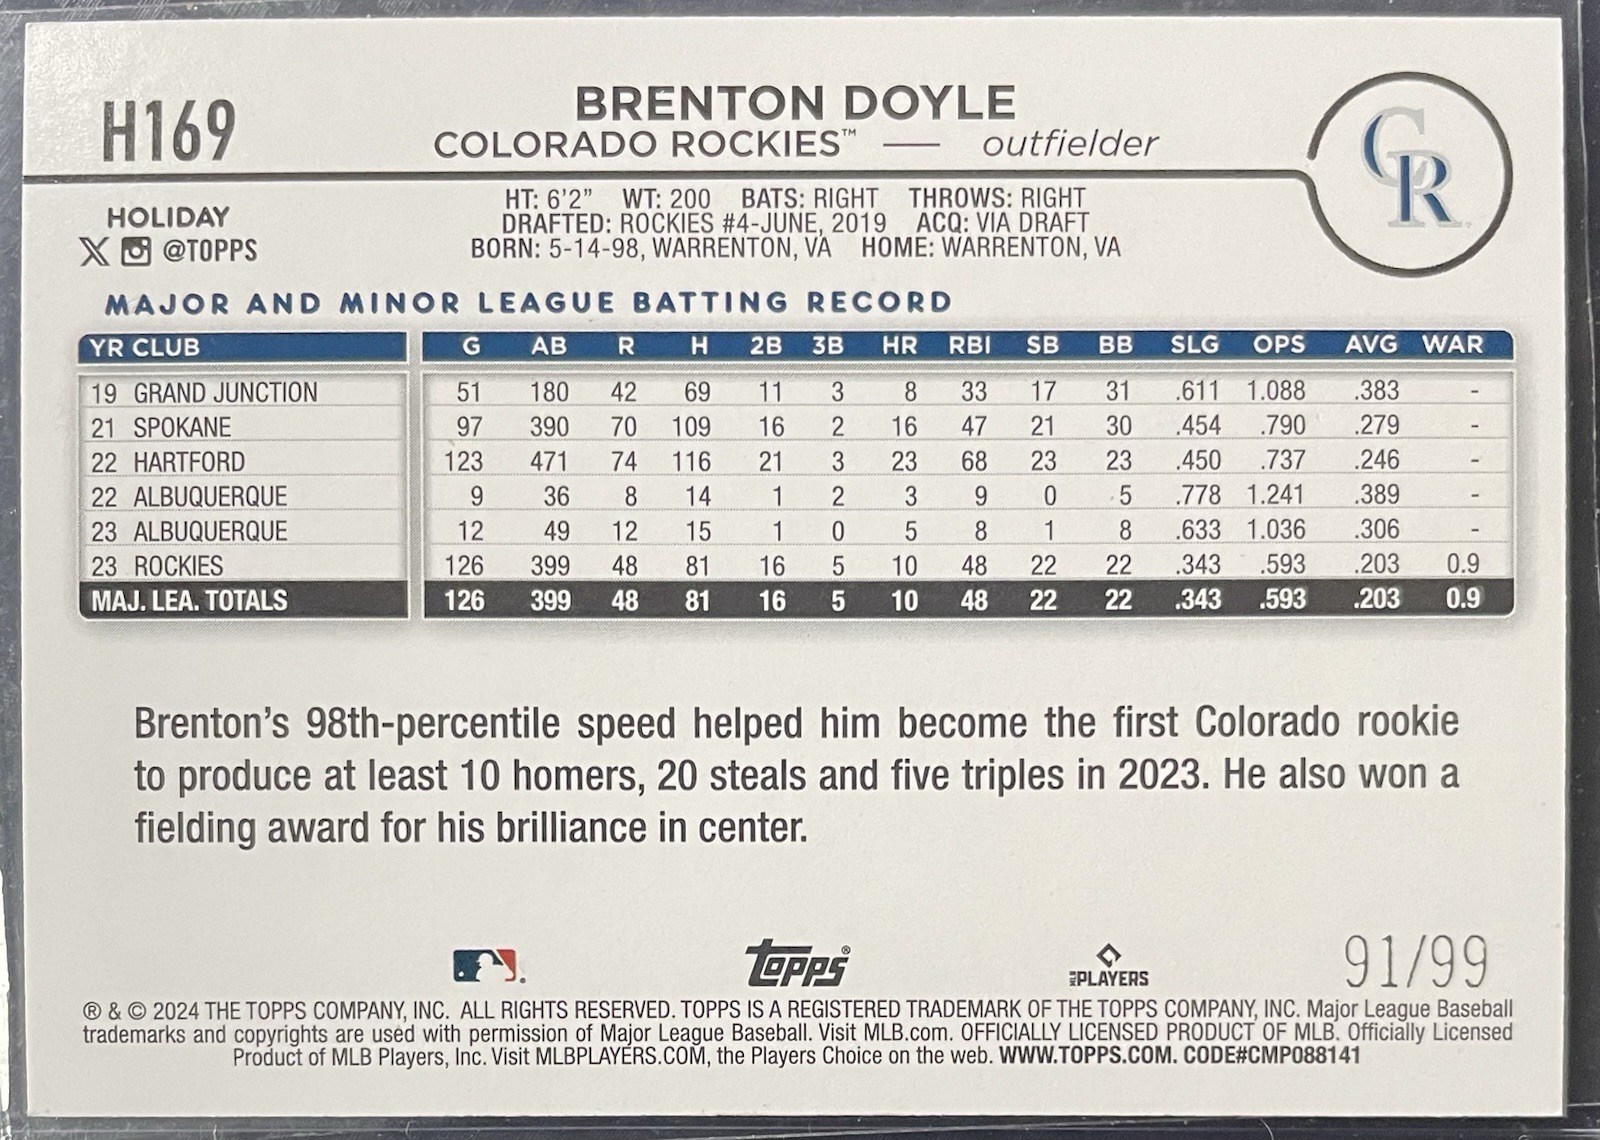 H169
BRENTON DOYLE
COLORADO ROCKIES™ — outfielder
CR
HOLIDAY
@TOPPS
HT: 6'2" WT: 200 BATS: RIGHT THROWS: RIGHT
DRAFTED: ROCKIES #4-JUNE, 2019 ACQ: VIA DRAFT
BORN: 5-14-98, WARRENTON, VA HOME: WARRENTON, VA
MAJOR AND MINOR LEAGUE BATTING RECORD
YR CLUB G AB R H 2B 3B HR RBI SB BB SLG OPS AVG WAR
19 GRAND JUNCTION 51 180 42 69 11 3 8 33 17 31 .611 1.088 .383 -
21 SPOKANE 97 390 70 109 16 2 16 47 21 30 .454 .790 .279 -
22 HARTFORD 123 471 74 116 21 3 23 68 23 23 .450 .737 .246 -
22 ALBUQUERQUE 9 36 8 14 1 2 3 9 0 5 .778 1.241 .389 -
23 ALBUQUERQUE 12 49 12 15 1 0 5 8 1 8 .633 1.036 .306 -
23 ROCKIES 126 399 48 81 16 5 10 48 22 22 .343 .593 .203 0.9
MAJ. LEA. TOTALS 126 399 48 81 16 5 10 48 22 22 .343 .593 .203 0.9
Brenton's 98th-percentile speed helped him become the first Colorado rookie
to produce at least 10 homers, 20 steals and five triples in 2023. He also won a
fielding award for his brilliance in center.
Topps®
MLB PLAYERS
91/99
® & © 2024 THE TOPPS COMPANY, INC. ALL RIGHTS RESERVED. TOPPS IS A REGISTERED TRADEMARK OF THE TOPPS COMPANY, INC. Major League Baseball
trademarks and copyrights are used with permission of Major League Baseball. Visit MLB.com. OFFICIALLY LICENSED PRODUCT OF MLB. Officially Licensed
Product of MLB Players, Inc. Visit MLBPLAYERS.COM, the Players Choice on the web. WWW.TOPPS.COM. CODE#CMP088141